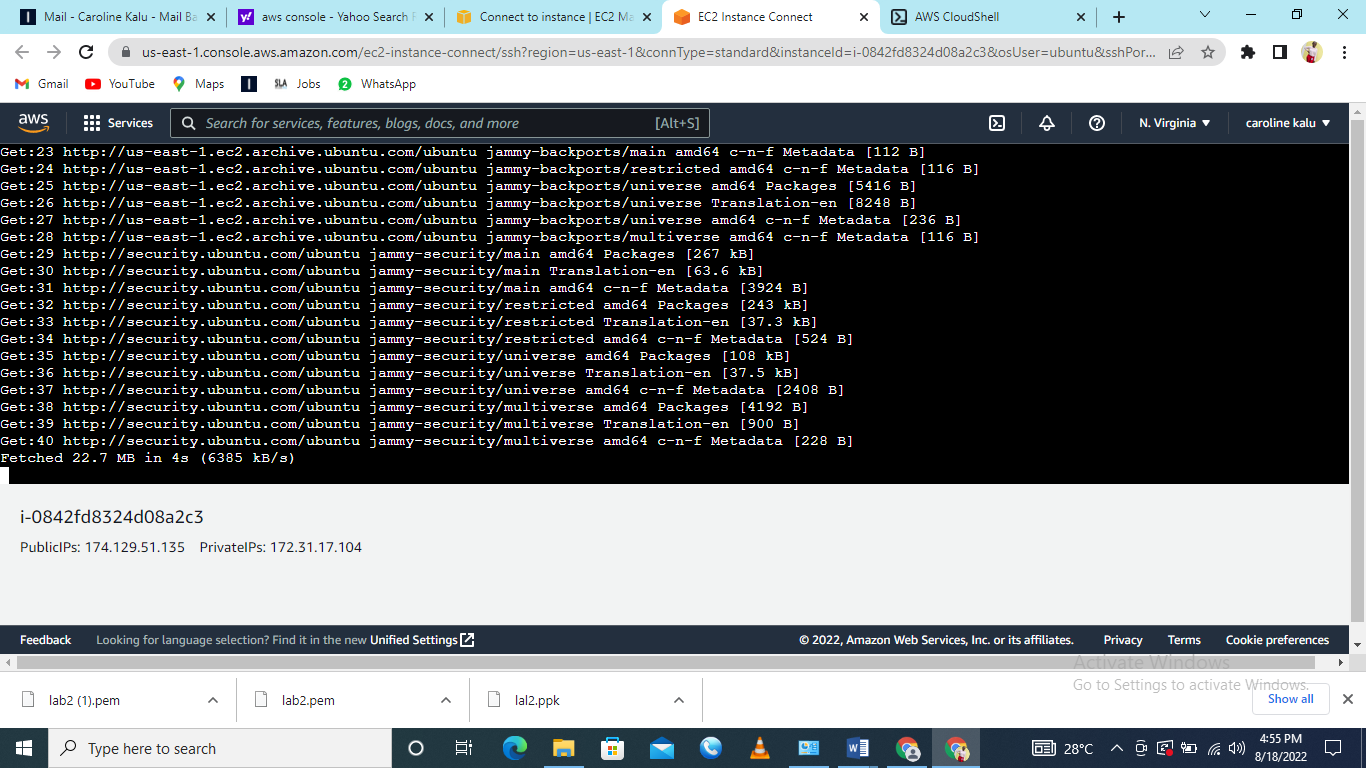 Mail - Caroline Kalu - Mail Ba
aws console - Yahoo Search R
Connect to instance | EC2 Ma
EC2 Instance Connect
AWS CloudShell
us-east-1.console.aws.amazon.com/ec2-instance-connect/ssh?region=us-east-1&connType=standard&instanceId=i-0842fd8324d08a2c3&osUser=ubuntu&sshPor...
Gmail
YouTube
Maps
SLA Jobs
2 WhatsApp
aws
Services
Search for services, features, blogs, docs, and more [Alt+S]
N. Virginia
caroline kalu
Get:23 http://us-east-1.ec2.archive.ubuntu.com/ubuntu jammy-backports/main amd64 c-n-f Metadata [112 B]
Get:24 http://us-east-1.ec2.archive.ubuntu.com/ubuntu jammy-backports/restricted amd64 c-n-f Metadata [116 B]
Get:25 http://us-east-1.ec2.archive.ubuntu.com/ubuntu jammy-backports/universe amd64 Packages [5416 B]
Get:26 http://us-east-1.ec2.archive.ubuntu.com/ubuntu jammy-backports/universe Translation-en [8248 B]
Get:27 http://us-east-1.ec2.archive.ubuntu.com/ubuntu jammy-backports/universe amd64 c-n-f Metadata [236 B]
Get:28 http://us-east-1.ec2.archive.ubuntu.com/ubuntu jammy-backports/multiverse amd64 c-n-f Metadata [116 B]
Get:29 http://security.ubuntu.com/ubuntu jammy-security/main amd64 Packages [267 kB]
Get:30 http://security.ubuntu.com/ubuntu jammy-security/main Translation-en [63.6 kB]
Get:31 http://security.ubuntu.com/ubuntu jammy-security/main amd64 c-n-f Metadata [3924 B]
Get:32 http://security.ubuntu.com/ubuntu jammy-security/restricted amd64 Packages [243 kB]
Get:33 http://security.ubuntu.com/ubuntu jammy-security/restricted Translation-en [37.3 kB]
Get:34 http://security.ubuntu.com/ubuntu jammy-security/restricted amd64 c-n-f Metadata [524 B]
Get:35 http://security.ubuntu.com/ubuntu jammy-security/universe amd64 Packages [108 kB]
Get:36 http://security.ubuntu.com/ubuntu jammy-security/universe Translation-en [37.5 kB]
Get:37 http://security.ubuntu.com/ubuntu jammy-security/universe amd64 c-n-f Metadata [2408 B]
Get:38 http://security.ubuntu.com/ubuntu jammy-security/multiverse amd64 Packages [4192 B]
Get:39 http://security.ubuntu.com/ubuntu jammy-security/multiverse Translation-en [900 B]
Get:40 http://security.ubuntu.com/ubuntu jammy-security/multiverse amd64 c-n-f Metadata [228 B]
Fetched 22.7 MB in 4s (6385 kB/s)
i-0842fd8324d08a2c3
PublicIPs: 174.129.51.135 PrivateIPs: 172.31.17.104
Feedback
Looking for language selection? Find it in the new Unified Settings
© 2022, Amazon Web Services, Inc. or its affiliates.
Privacy
Terms
Cookie preferences
Activate Windows
Go to Settings to activate Windows.
lab2 (1).pem
lab2.pem
lal2.ppk
Show all
Type here to search
28°C
4:55 PM
8/18/2022